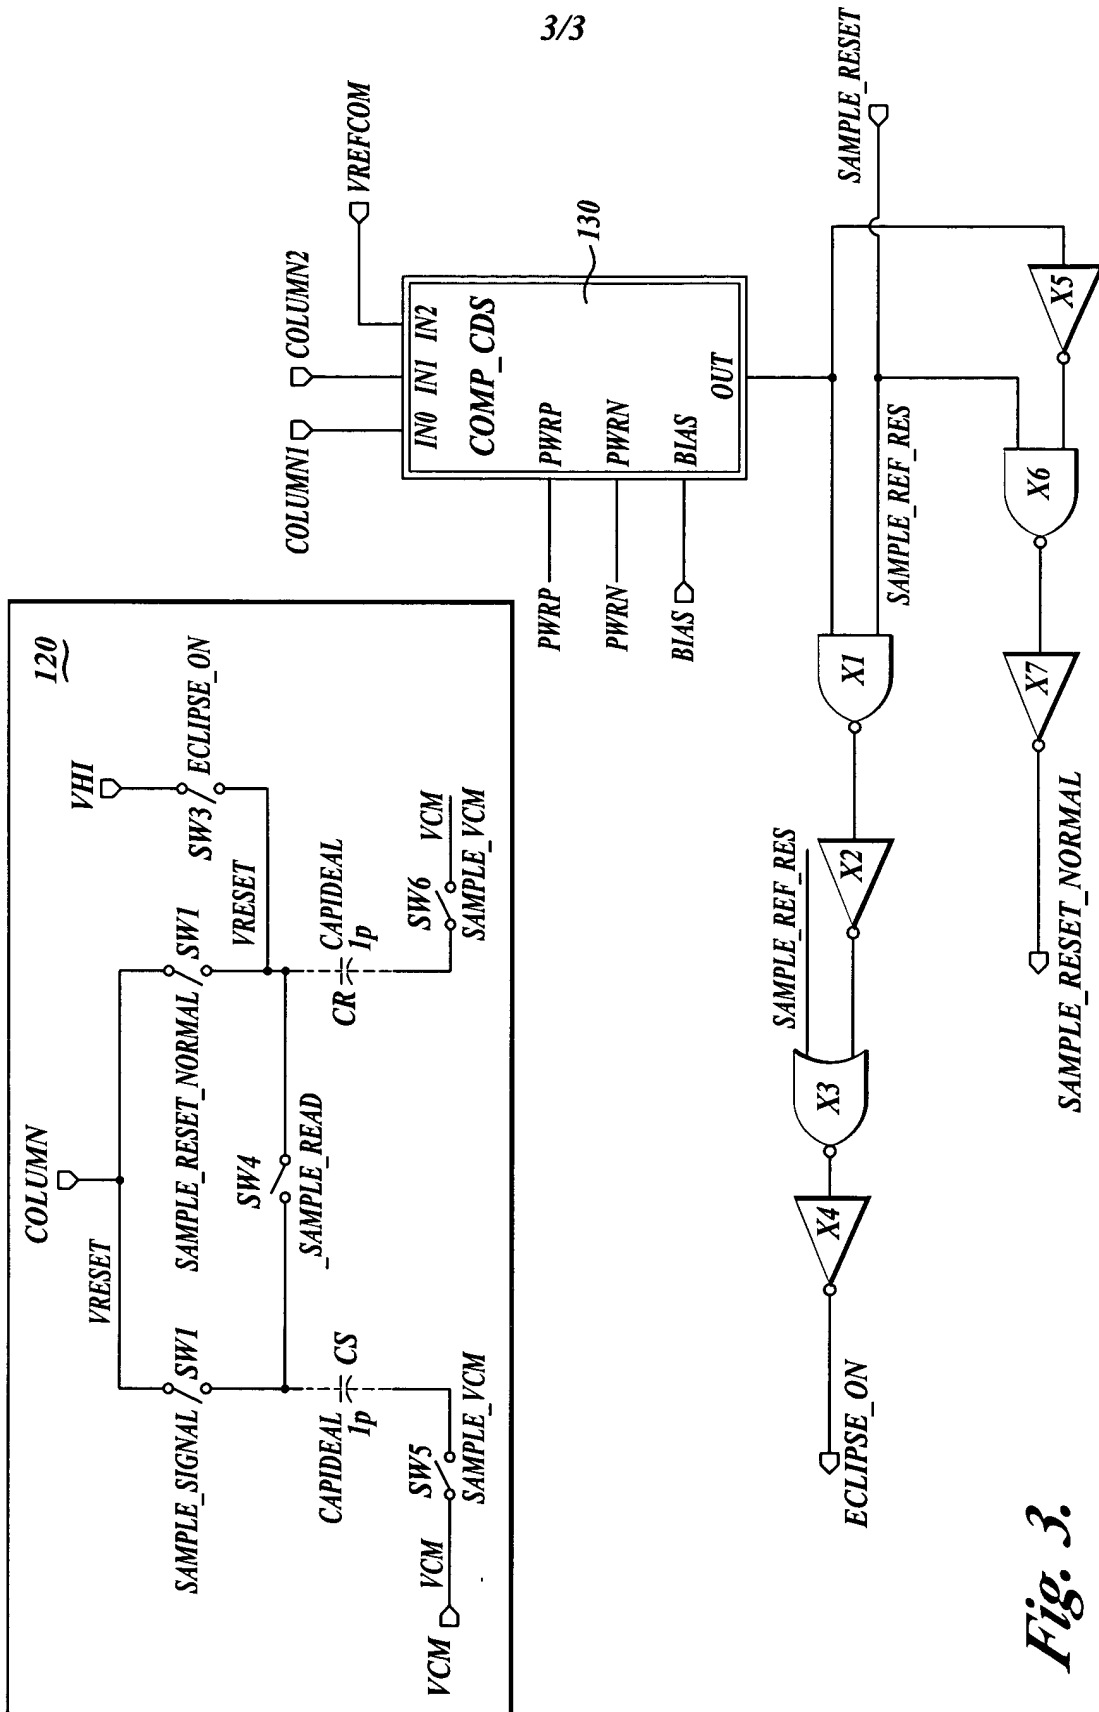 3/3
120
COLUMN
VRESET
SAMPLE_SIGNAL
SW1
SAMPLE_RESET_NORMAL
SW1
VHI
SW3
ECLIPSE_ON
VRESET
SW4
SAMPLE_READ
CAPIDEAL
1p
CS
CR
CAPIDEAL
1p
VCM
VCM
SW5
SAMPLE_VCM
SW6
VCM
SAMPLE_VCM
COLUMN1
COLUMN2
VREFCOM
IN0
IN1
IN2
COMP_CDS
130
PWRP
PWRP
PWRN
PWRN
BIAS
BIAS
OUT
SAMPLE_RESET
SAMPLE_REF_RES
X1
X2
SAMPLE_REF_RES
X3
X4
ECLIPSE_ON
X5
X6
X7
SAMPLE_RESET_NORMAL
Fig. 3.